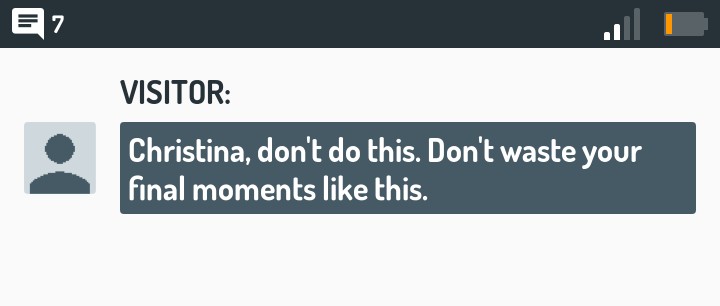 7
VISITOR:
Christina, don't do this. Don't waste your
final moments like this.